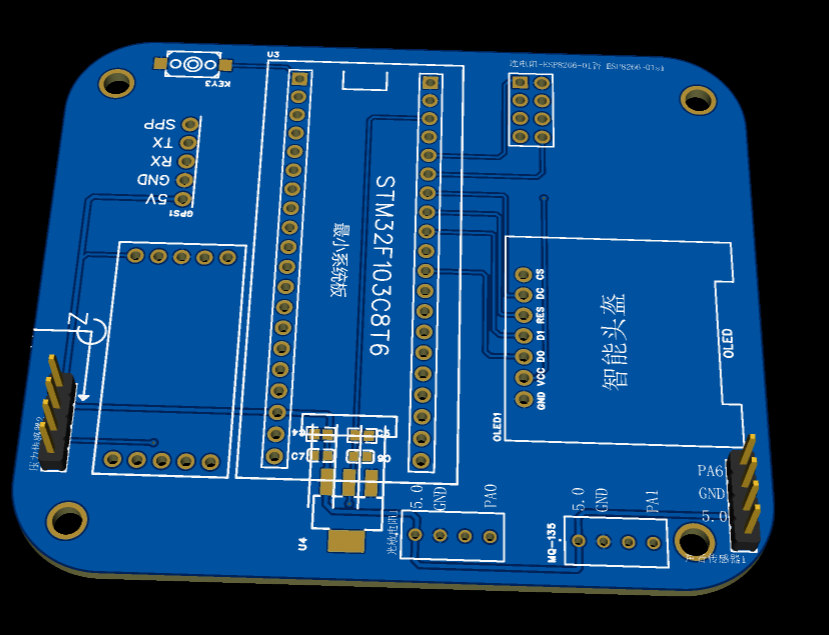 U3
KEY3
SPP
TX
RX
GND
5V
GPS1
STM32F103C8T6
最小系统板
CS
DC
RES
D1
D0
VCC
GND
OLED1
智能头盔
OLED
C7
U4
5.0
GND
PA0
MQ-135
5.0
GND
PA1
PA6
GND
5.0